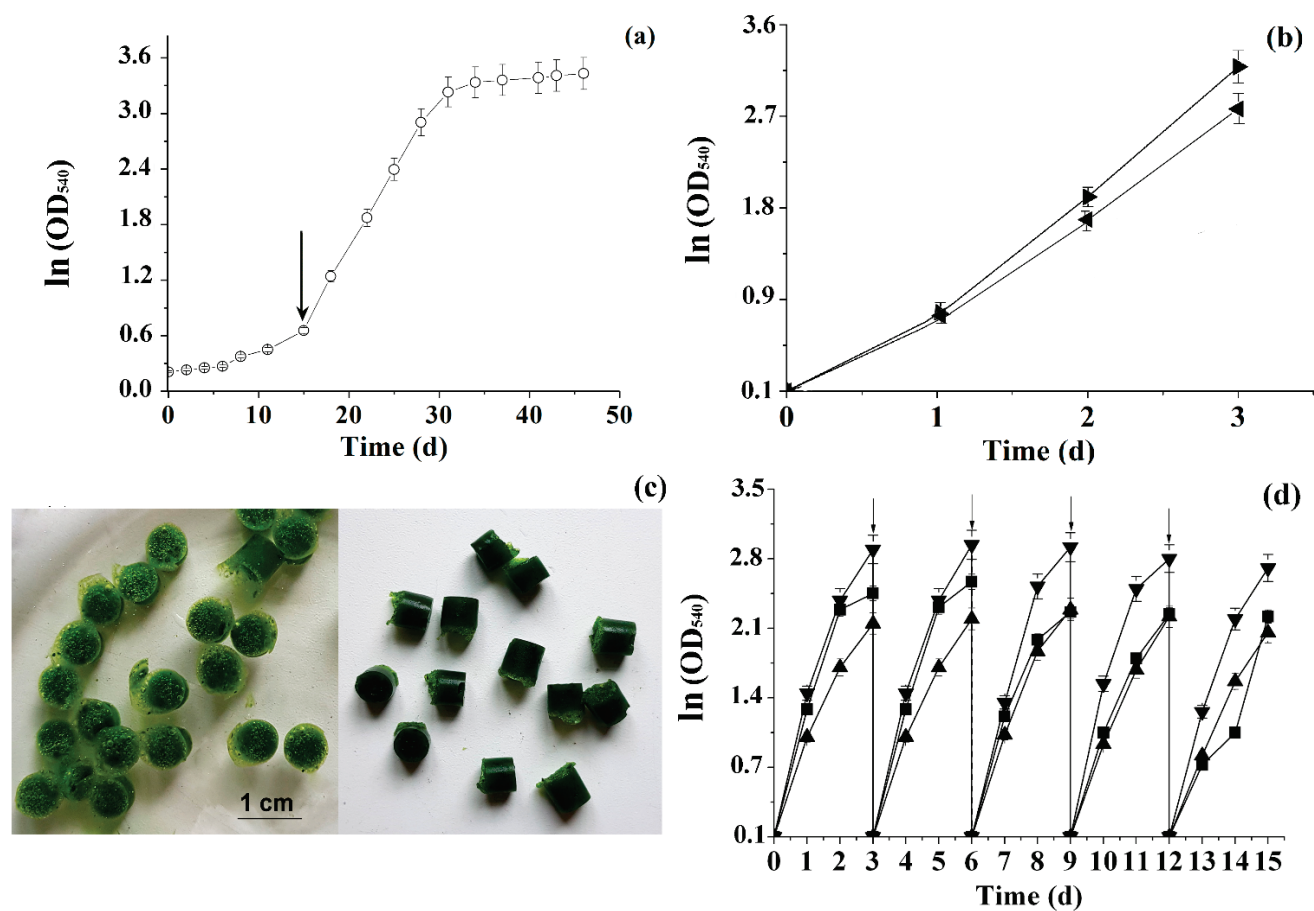 (a)
3.6
3.0
2.4
1.8
1.2
0.6
0.0
ln (OD540)
0 10 20 30 40 50
Time (d)
(b)
3.6
2.7
1.8
0.9
0.1
ln (OD540)
0 1 2 3
Time (d)
(c)
1 cm
(d)
3.5
2.8
2.1
1.4
0.7
0.1
ln (OD540)
0 1 2 3 4 5 6 7 8 9 10 11 12 13 14 15
Time (d)